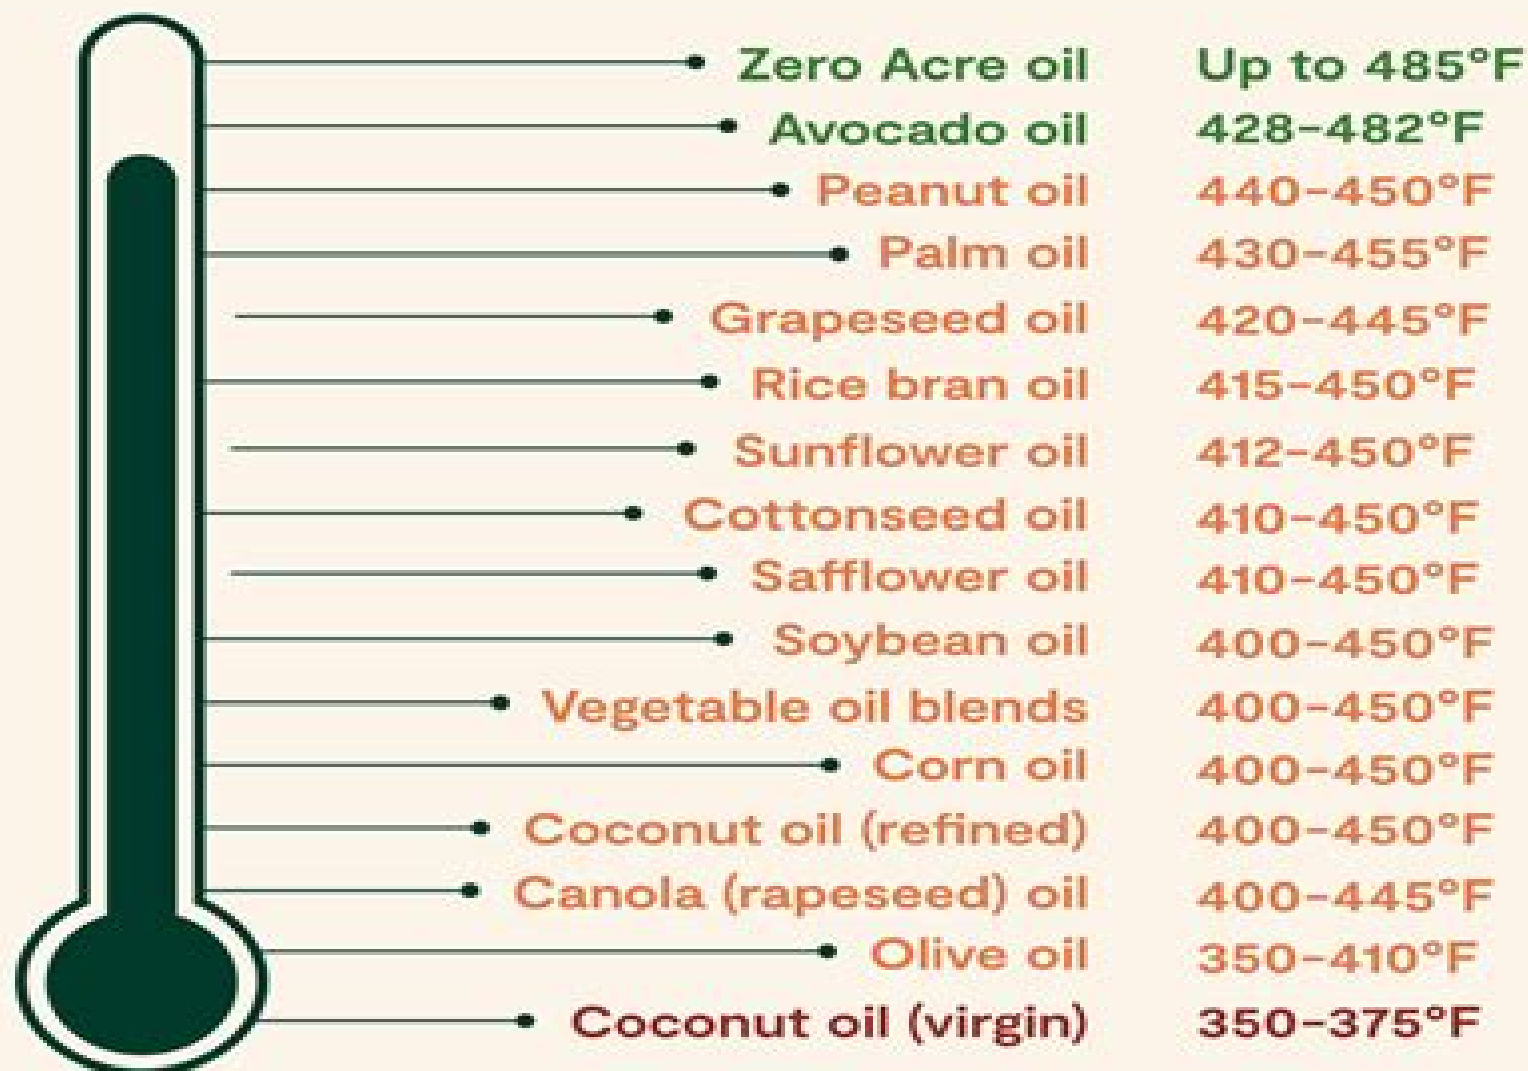 Zero Acre oil Up to 485°F
Avocado oil 428-482°F
Peanut oil 440-450°F
Palm oil 430-455°F
Grapeseed oil 420-445°F
Rice bran oil 415-450°F
Sunflower oil 412-450°F
Cottonseed oil 410-450°F
Safflower oil 410-450°F
Soybean oil 400-450°F
Vegetable oil blends 400-450°F
Corn oil 400-450°F
Coconut oil (refined) 400-450°F
Canola (rapeseed) oil 400-445°F
Olive oil 350-410°F
Coconut oil (virgin) 350-375°F